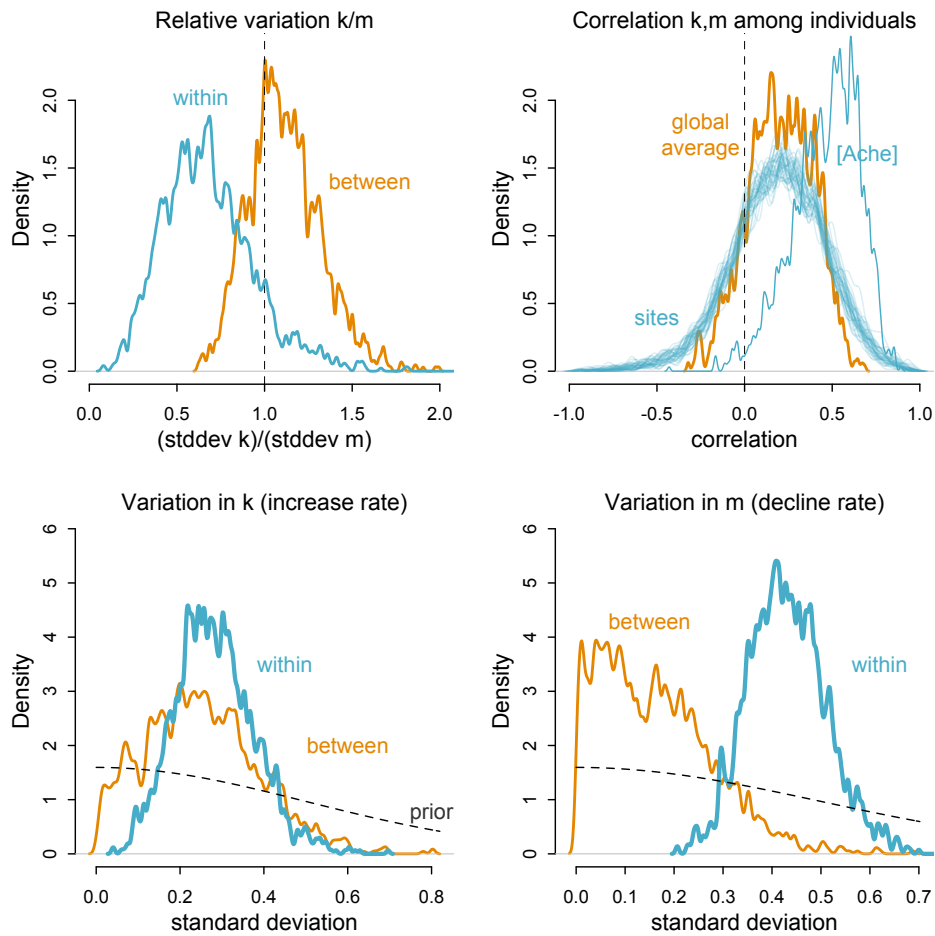 Relative variation k/m
Density
0.0 0.5 1.0 1.5 2.0
within
between
0.0 0.5 1.0 1.5 2.0
(stddev k)/(stddev m)
Correlation k,m among individuals
Density
0.0 0.5 1.0 1.5 2.0
global
average
[Ache]
sites
-1.0 -0.5 0.0 0.5 1.0
correlation
Variation in k (increase rate)
Density
0 1 2 3 4 5 6
within
between
prior
0.0 0.2 0.4 0.6 0.8
standard deviation
Variation in m (decline rate)
Density
0 1 2 3 4 5 6
between
within
0.0 0.1 0.2 0.3 0.4 0.5 0.6 0.7
standard deviation